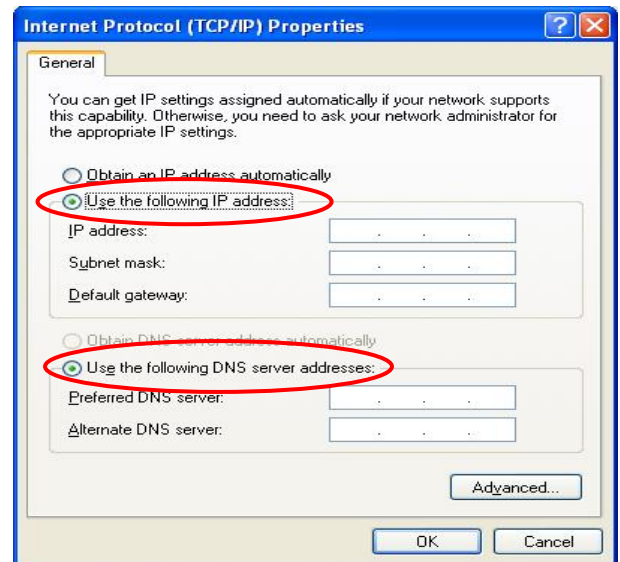 Internet Protocol (TCP/IP) Properties
General
You can get IP settings assigned automatically if your network supports
this capability. Otherwise, you need to ask your network administrator for
the appropriate IP settings.
Obtain an IP address automatically
Use the following IP address:
IP address:
Subnet mask:
Default gateway:
Obtain DNS server address automatically
Use the following DNS server addresses:
Preferred DNS server:
Alternate DNS server:
Advanced...
OK Cancel